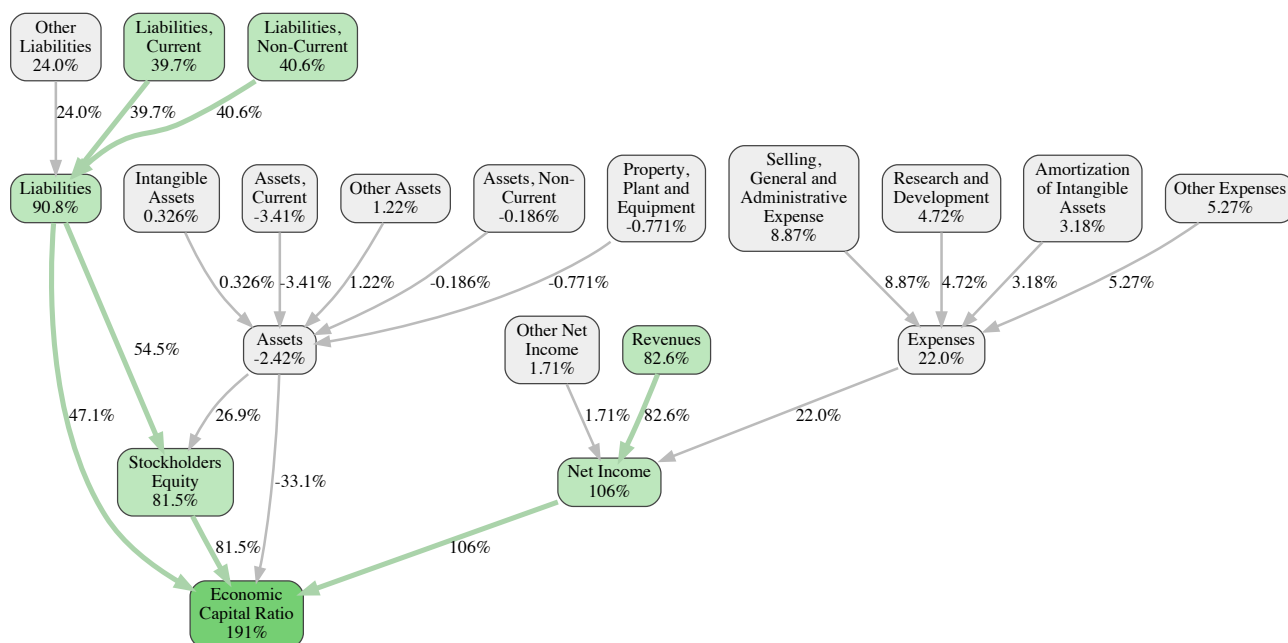 Other
Liabilities
24.0%
Liabilities,
Current
39.7%
Liabilities,
Non-Current
40.6%
24.0%
39.7%
40.6%
Liabilities
90.8%
Intangible
Assets
0.326%
Assets,
Current
-3.41%
Other Assets
1.22%
Assets, Non-
Current
-0.186%
Property,
Plant and
Equipment
-0.771%
Selling,
General and
Administrative
Expense
8.87%
Research and
Development
4.72%
Amortization
of Intangible
Assets
3.18%
Other Expenses
5.27%
0.326%
-3.41%
1.22%
-0.186%
-0.771%
8.87%
4.72%
3.18%
5.27%
54.5%
Assets
-2.42%
Other Net
Income
1.71%
Revenues
82.6%
Expenses
22.0%
47.1%
26.9%
1.71%
82.6%
22.0%
Stockholders
Equity
81.5%
-33.1%
Net Income
106%
81.5%
106%
Economic
Capital Ratio
191%